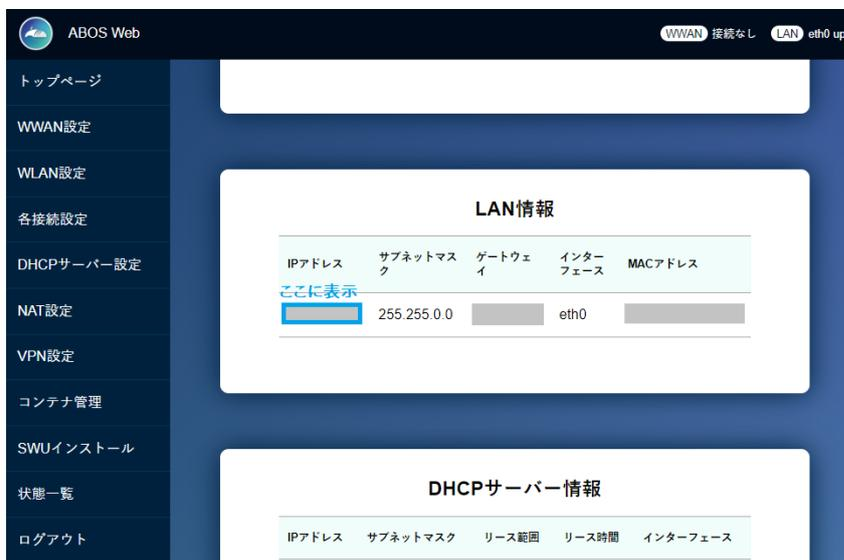 ABOS Web
WWAN 接続なし LAN eth0 up
トップページ
WWAN設定
WLAN設定
各接続設定
DHCPサーバー設定
NAT設定
VPN設定
コンテナ管理
SWUインストール
状態一覧
ログアウト
LAN情報
IPアドレス サブネットマスク ゲートウェイ インターフェース MACアドレス
ここに表示
255.255.0.0 eth0
DHCPサーバー情報
IPアドレス サブネットマスク リース範囲 リース時間 インターフェース